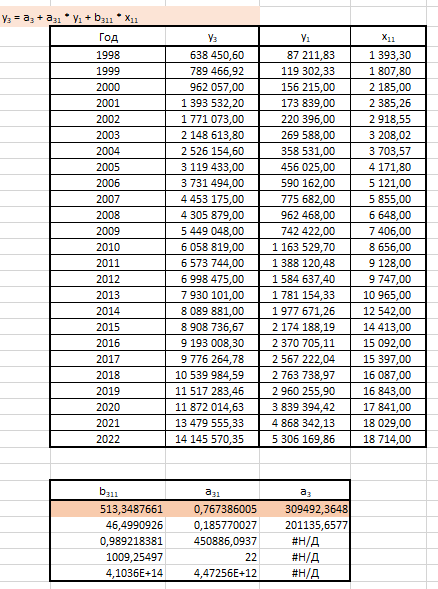 y₃ = a₃ + a₃₁ * y₁ + b₃₁₁ * x₁₁
Год y₃ y₁ x₁₁
1998 638 450,60 87 211,83 1 393,30
1999 789 466,92 119 302,33 1 807,80
2000 962 057,00 156 215,00 2 185,00
2001 1 393 532,20 173 839,00 2 385,26
2002 1 771 073,00 220 396,00 2 918,55
2003 2 148 613,80 269 588,00 3 208,02
2004 2 526 154,60 358 531,00 3 703,57
2005 3 119 433,00 456 025,00 4 171,80
2006 3 731 494,00 590 162,00 5 121,00
2007 4 453 175,00 775 682,00 5 855,00
2008 4 305 879,00 962 468,00 6 648,00
2009 5 449 048,00 742 422,00 7 406,00
2010 6 058 819,00 1 163 529,70 8 656,00
2011 6 573 744,00 1 388 120,48 9 128,00
2012 6 998 475,00 1 584 637,40 9 747,00
2013 7 930 101,00 1 781 154,33 10 965,00
2014 8 089 881,00 1 977 671,26 12 542,00
2015 8 908 736,67 2 174 188,19 14 413,00
2016 9 193 008,30 2 370 705,11 15 092,00
2017 9 776 264,78 2 567 222,04 15 397,00
2018 10 539 984,59 2 763 738,97 16 087,00
2019 11 517 283,46 2 960 255,90 16 843,00
2020 11 872 014,63 3 839 394,42 17 841,00
2021 13 479 555,33 4 868 342,13 18 029,00
2022 14 145 570,35 5 306 169,86 18 714,00
b₃₁₁ a₃₁ a₃
513,3487661 0,767386005 309492,3648
46,4990926 0,185770027 201135,6577
0,989218381 450886,0937 #Н/Д
1009,25497 22 #Н/Д
4,1036E+14 4,47256E+12 #Н/Д